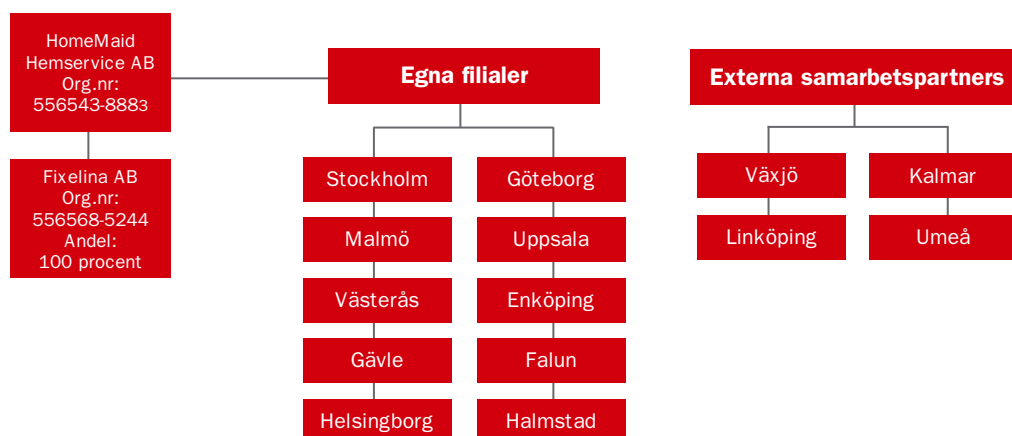 HomeMaid
Hemservice AB
Org.nr:
556543-8883
Fixelina AB
Org.nr:
556568-5244
Andel:
100 procent
Egna filialer
Stockholm
Malmö
Västerås
Gävle
Helsingborg
Göteborg
Uppsala
Enköping
Falun
Halmstad
Externa samarbetspartners
Växjö
Linköping
Kalmar
Umeå